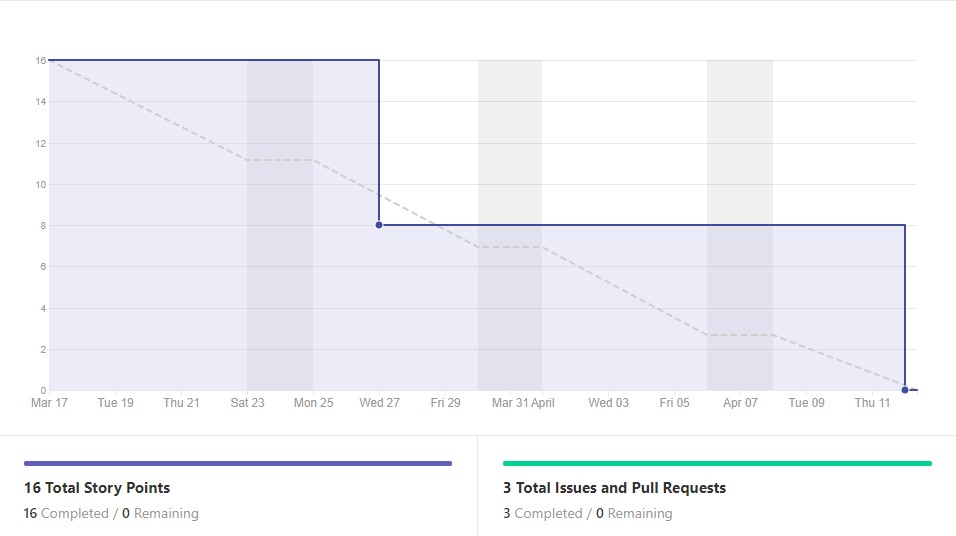 16
14
12
10
8
6
4
2
0
Mar 17 Tue 19 Thu 21 Sat 23 Mon 25 Wed 27 Fri 29 Mar 31 April Wed 03 Fri 05 Apr 07 Tue 09 Thu 11
16 Total Story Points
16 Completed / 0 Remaining
3 Total Issues and Pull Requests
3 Completed / 0 Remaining